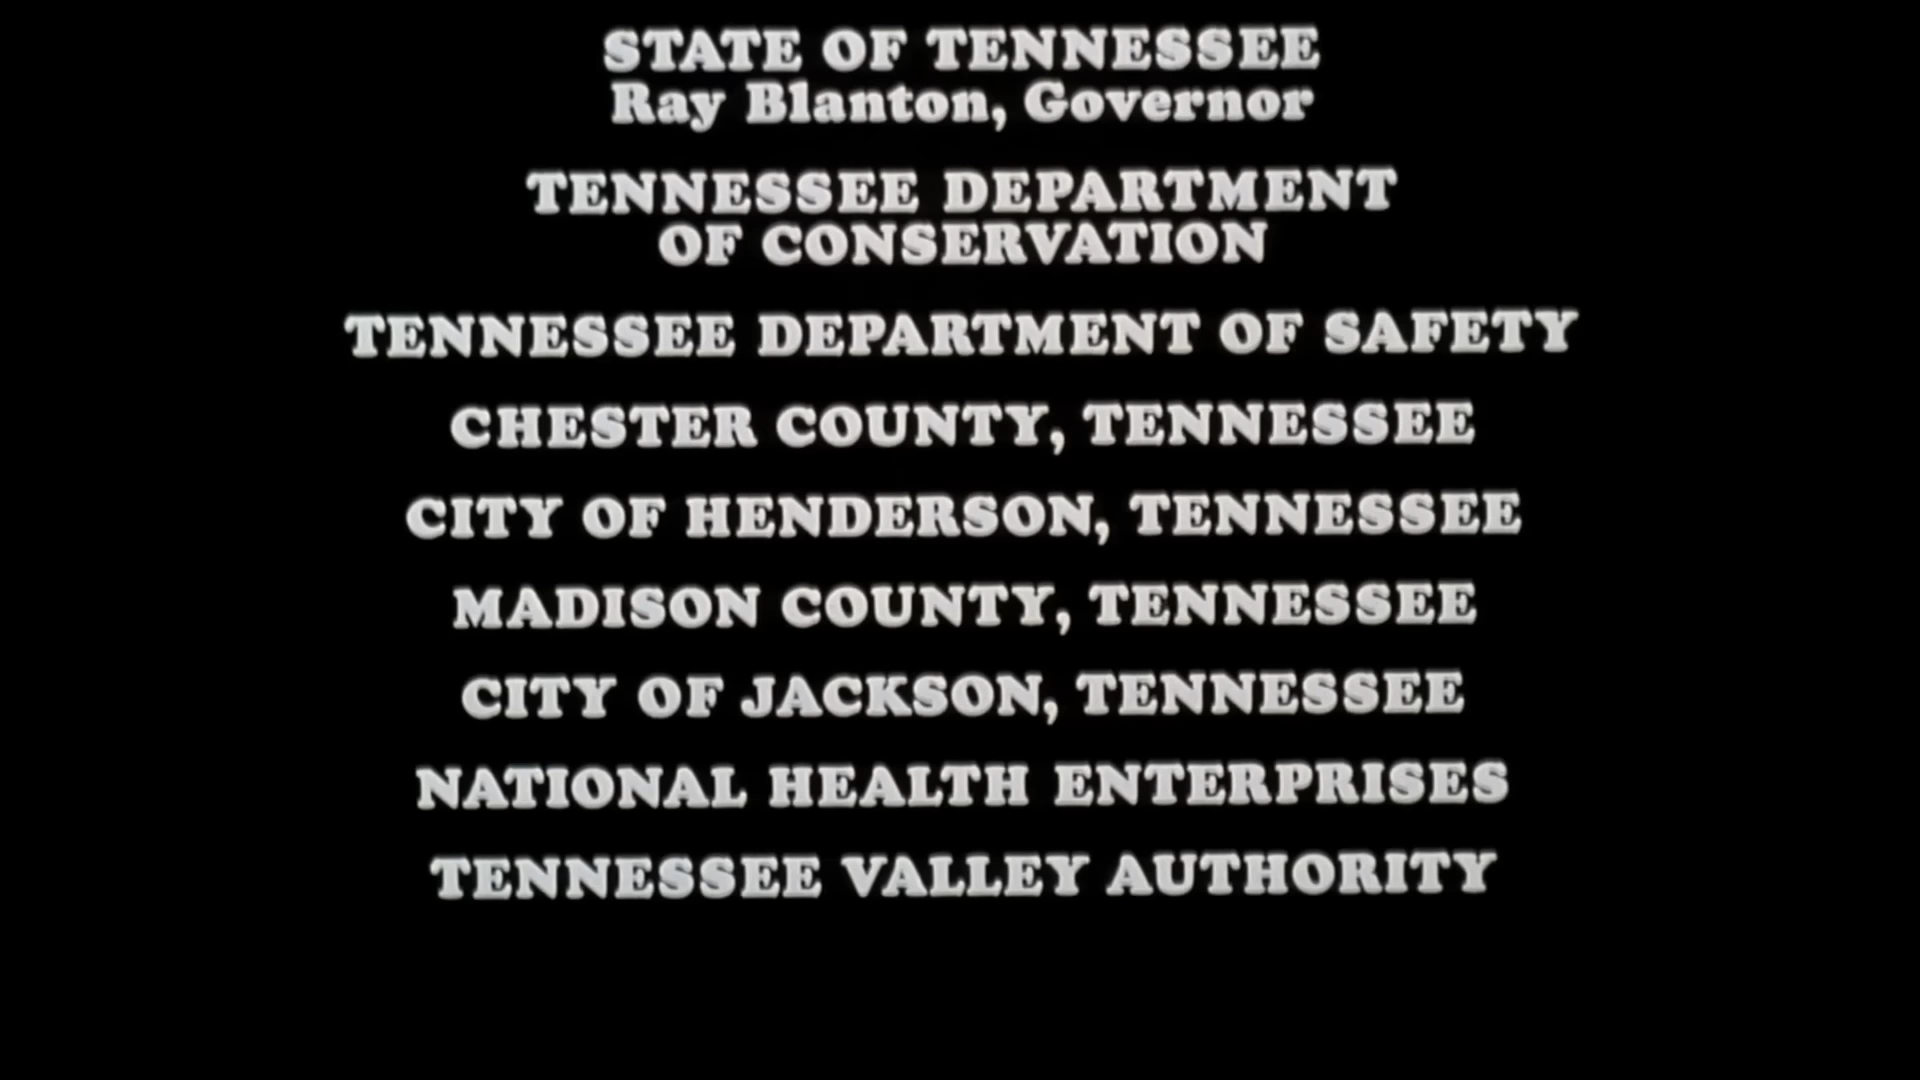 STATE OF TENNESSEE
Ray Blanton, Governor
TENNESSEE DEPARTMENT
OF CONSERVATION
TENNESSEE DEPARTMENT OF SAFETY
CHESTER COUNTY, TENNESSEE
CITY OF HENDERSON, TENNESSEE
MADISON COUNTY, TENNESSEE
CITY OF JACKSON, TENNESSEE
NATIONAL HEALTH ENTERPRISES
TENNESSEE VALLEY AUTHORITY